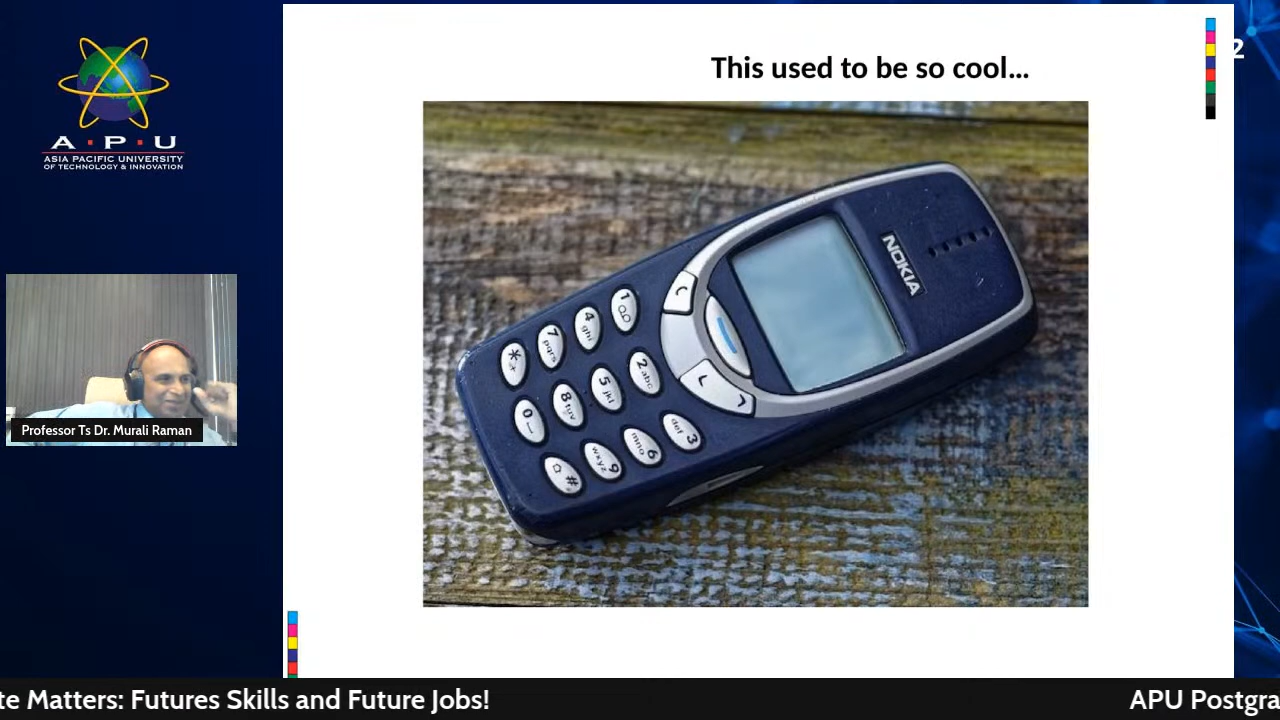 A·P·U
ASIA PACIFIC UNIVERSITY
OF TECHNOLOGY & INNOVATION
This used to be so cool...
2
NOKIA
1
2 abc
3 def
4 ghi
5 jkl
6 mno
7 pqrs
8 tuv
9 wxyz
*+
0
#
Professor Ts Dr. Murali Raman
te Matters: Futures Skills and Future Jobs!
APU Postgra